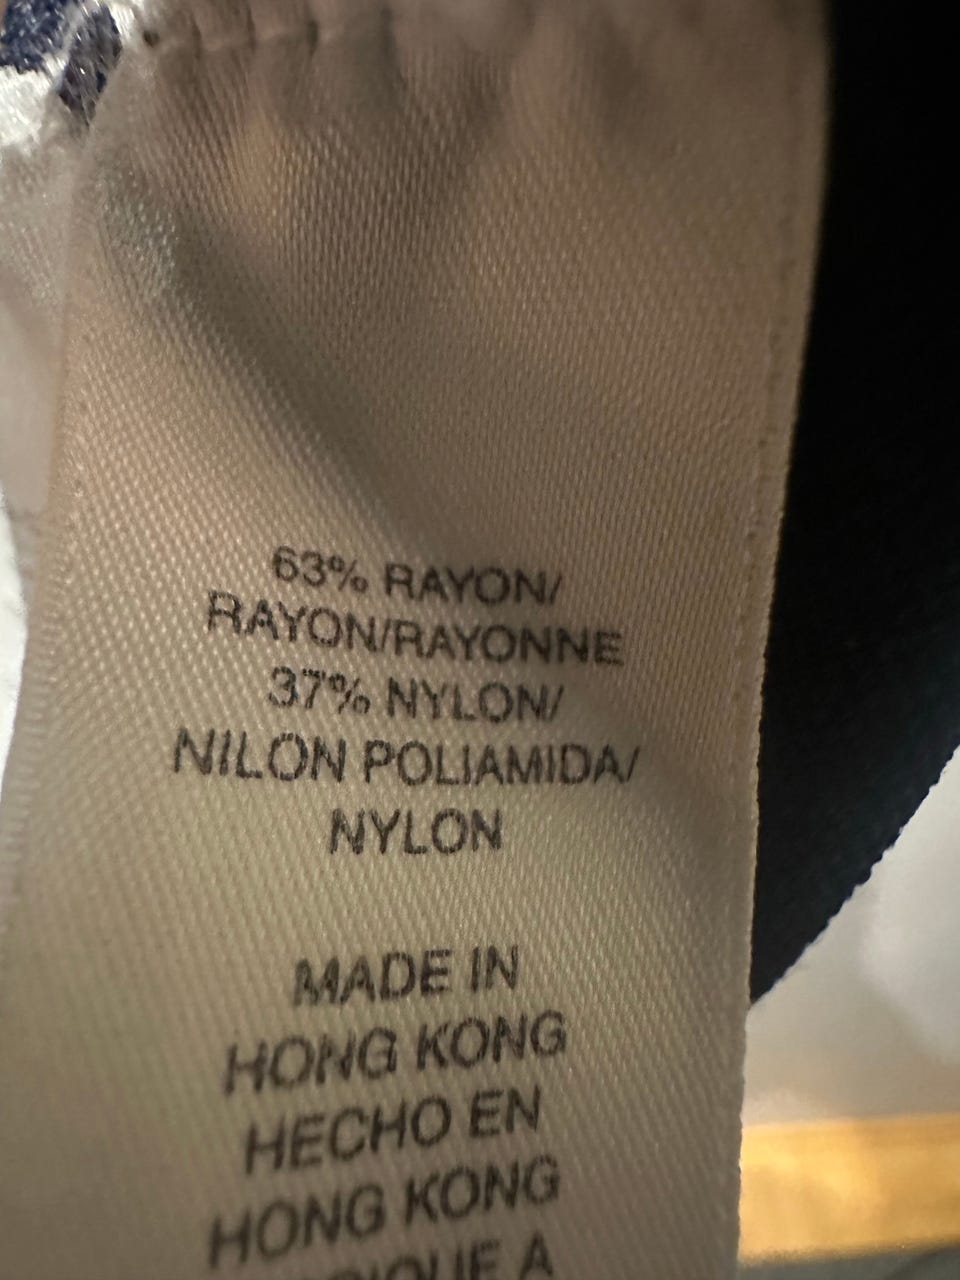 63% RAYON/
RAYON/RAYONNE
37% NYLON/
NILON POLIAMIDA/
NYLON
MADE IN
HONG KONG
HECHO EN
HONG KONG
A